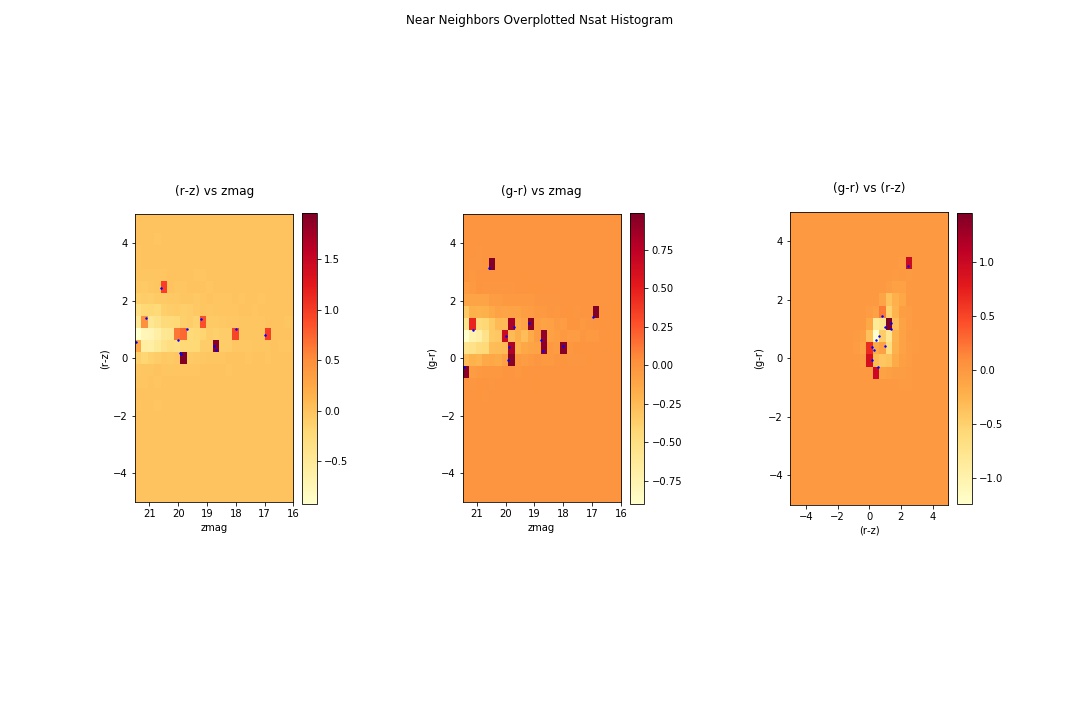 Near Neighbors Overplotted Nsat Histogram
(r-z) vs zmag
(r-z)
4
2
0
−2
−4
21 20 19 18 17 16
zmag
1.5
1.0
0.5
0.0
−0.5
(g-r) vs zmag
(g-r)
4
2
0
−2
−4
21 20 19 18 17 16
zmag
0.75
0.50
0.25
0.00
−0.25
−0.50
−0.75
(g-r) vs (r-z)
(g-r)
4
2
0
−2
−4
−4 −2 0 2 4
(r-z)
1.0
0.5
0.0
−0.5
−1.0